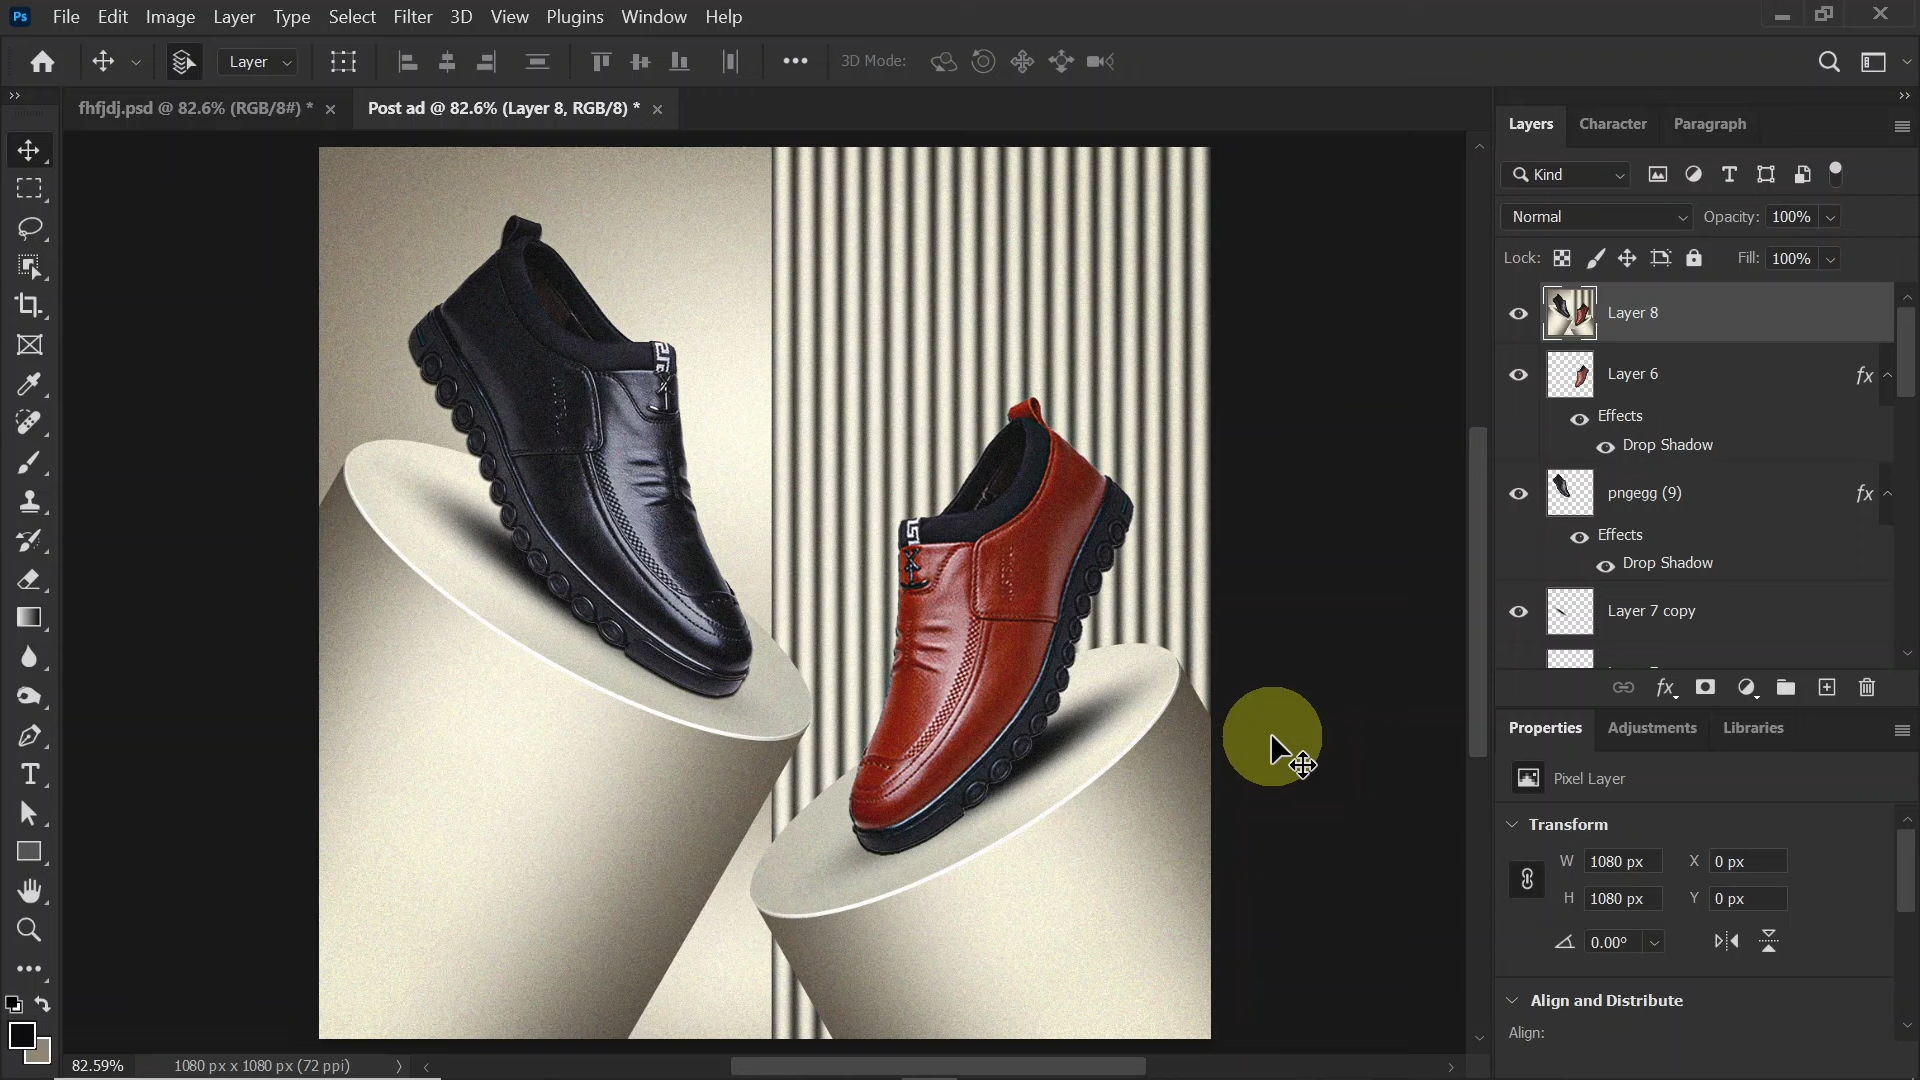 Ps File Edit Image Layer Type Select Filter 3D View Plugins Window Help
Layer 3D Mode:
fhfjdj.psd @ 82.6% (RGB/8#) * Post ad @ 82.6% (Layer 8, RGB/8) *
Layers Character Paragraph
Kind
Normal Opacity: 100%
Lock: Fill: 100%
Layer 8
Layer 6 fx
Effects
Drop Shadow
pngegg (9) fx
Effects
Drop Shadow
Layer 7 copy
fx
Properties Adjustments Libraries
Pixel Layer
Transform
W 1080 px X 0 px
H 1080 px Y 0 px
0.00°
Align and Distribute
Align:
82.59% 1080 px x 1080 px (72 ppi)